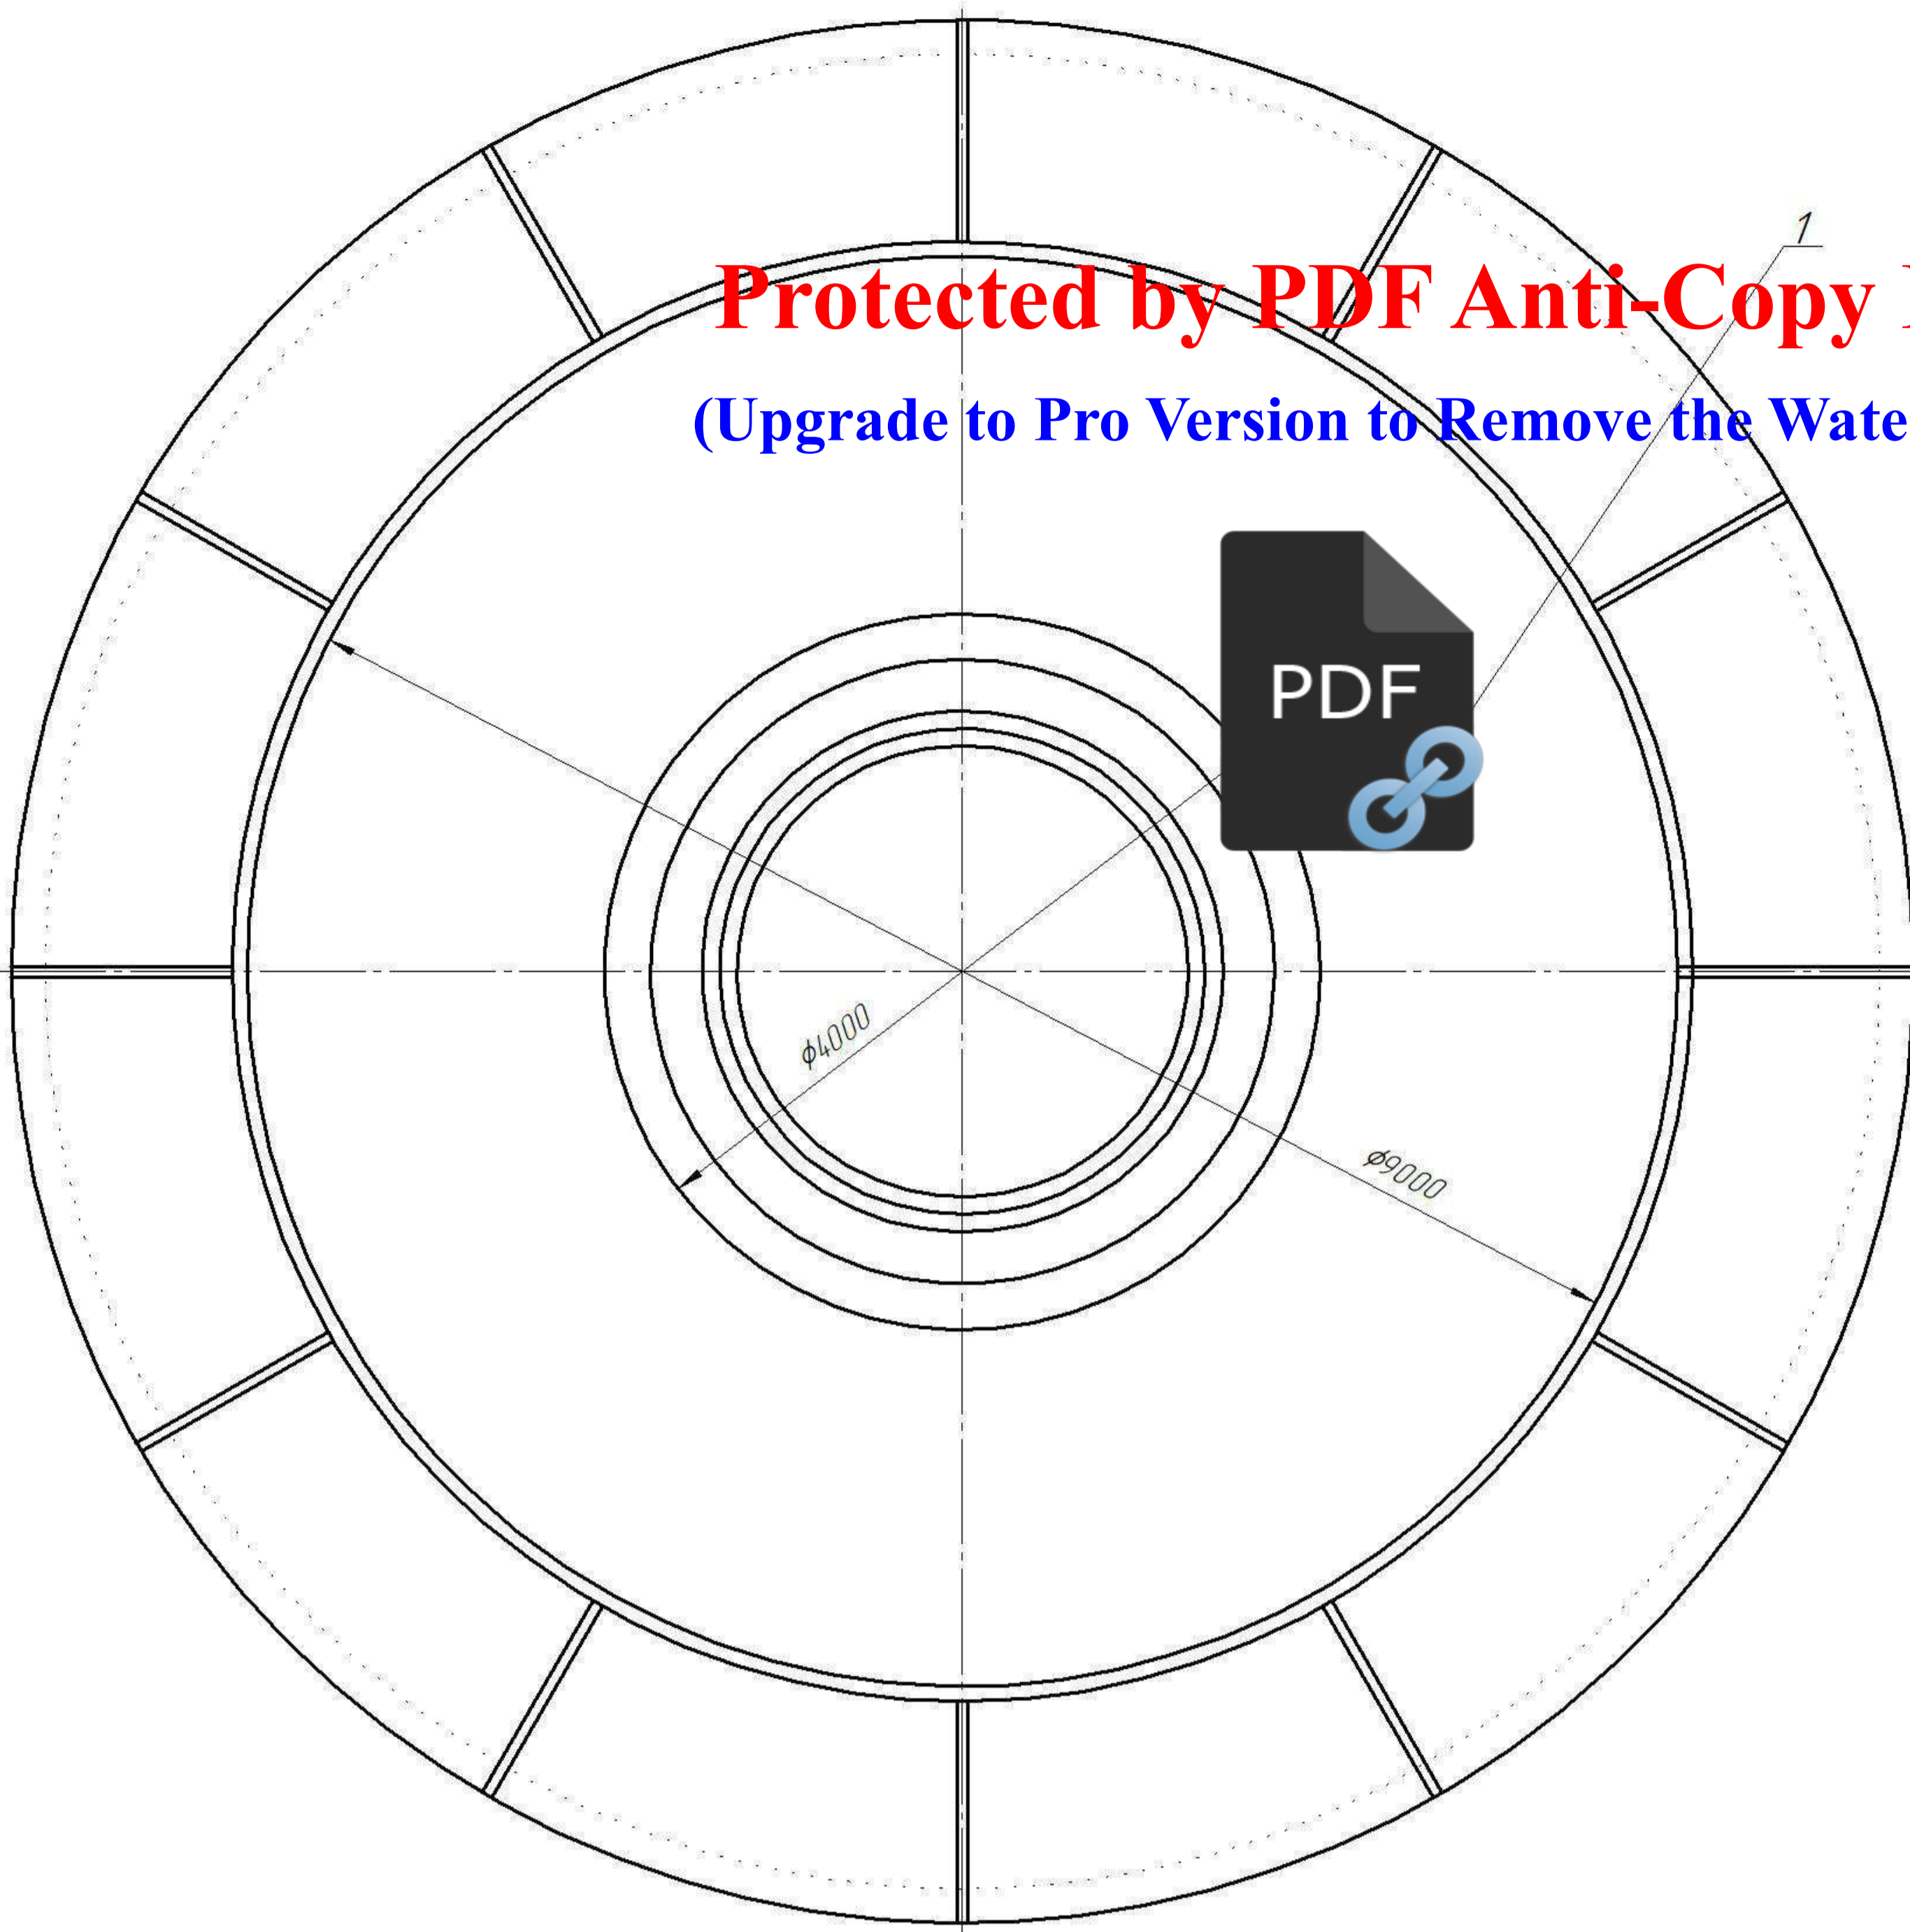 1
Protected by PDF Anti-Copy
(Upgrade to Pro Version to Remove the Wate
PDF
ϕ4000
ϕ9000